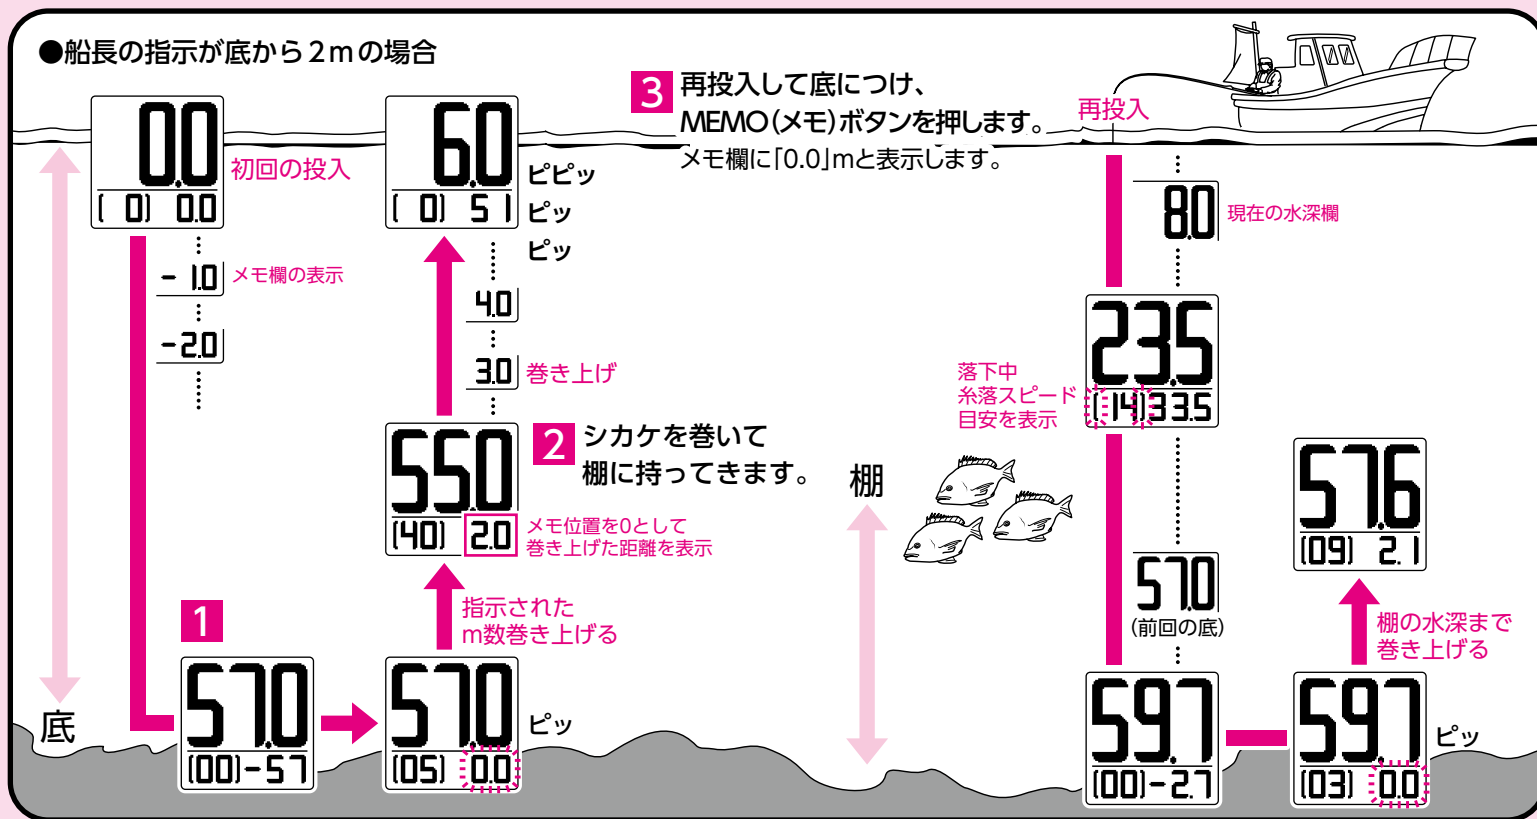 ●船長の指示が底から2mの場合
0.0
( 0) 0.0
初回の投入
- 1.0
メモ欄の表示
-2.0
底
1
57.0
(00)-57
57.0
(05) 0.0
ピッ
指示された
m数巻き上げる
55.0
(40) 2.0
メモ位置を0として
巻き上げた距離を表示
2 シカケを巻いて
棚に持ってきます。
3.0
巻き上げ
4.0
6.0
( 0) 51
ピピッ
ピッ
ピッ
3 再投入して底につけ、
MEMO(メモ)ボタンを押します。
メモ欄に「0.0」mと表示します。
再投入
8.0
現在の水深欄
23.5
(14)33.5
落下中
糸落スピード
目安を表示
棚
57.0
(前回の底)
59.7
(00)-2.7
59.7
(03) 0.0
ピッ
棚の水深まで
巻き上げる
57.6
(09) 2.1